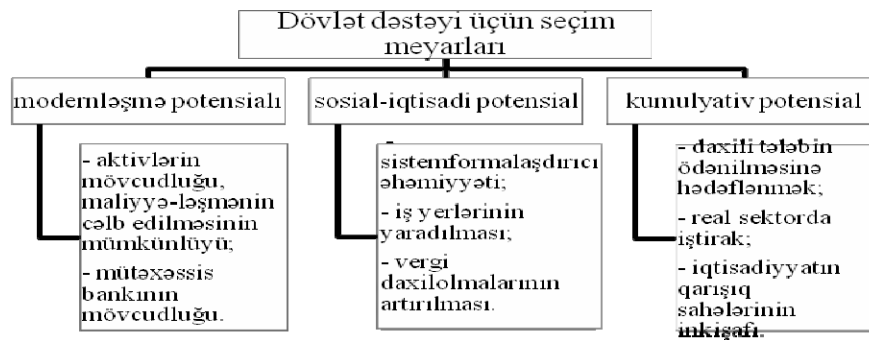 Dövlət dəstəyi üçün seçim
meyarları
modernləşmə potensialı
sosial-iqtisadi potensial
kumulyativ potensial
- aktivlərin
mövcudluğu,
maliyyə-ləşmənin
cəlb edilməsinin
mümkünlüyü;
- mütəxəssis
bankının
mövcudluğu.
-
sistemformalaşdırıcı
əhəmiyyəti;
- iş yerlərinin
yaradılması;
- vergi
daxilolmalarının
artırılması.
- daxili tələbin
ödənilməsinə
hədəflənmək;
- real sektorda
iştirak;
- iqtisadiyyatın
qarışıq
sahələrinin
inkişafı.